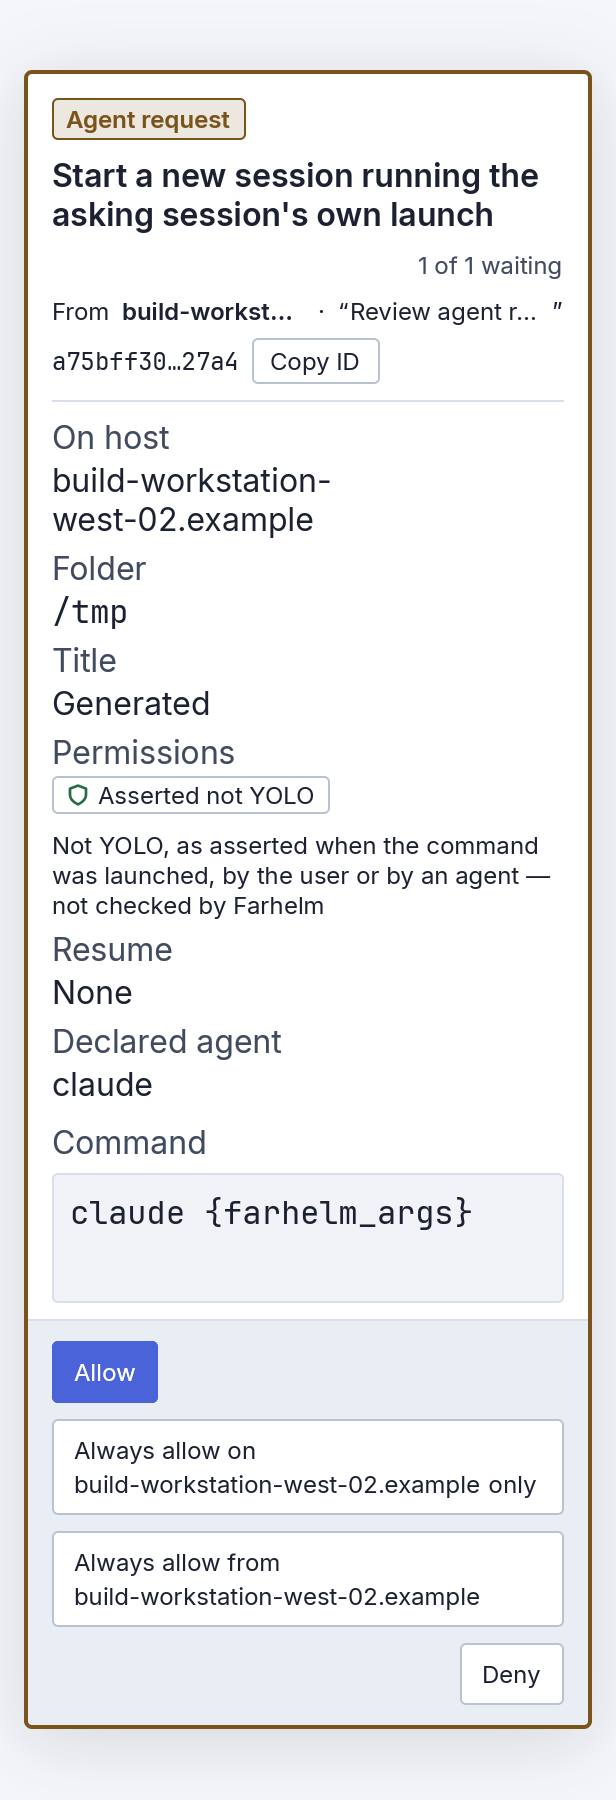 Agent request
Start a new session running the
asking session's own launch
1 of 1 waiting
From build-workst… · “Review agent r… ”
a75bff30…27a4 Copy ID
On host
build-workstation-
west-02.example
Folder
/tmp
Title
Generated
Permissions
Asserted not YOLO
Not YOLO, as asserted when the command
was launched, by the user or by an agent —
not checked by Farhelm
Resume
None
Declared agent
claude
Command
claude {farhelm_args}
Allow
Always allow on
build-workstation-west-02.example only
Always allow from
build-workstation-west-02.example
Deny